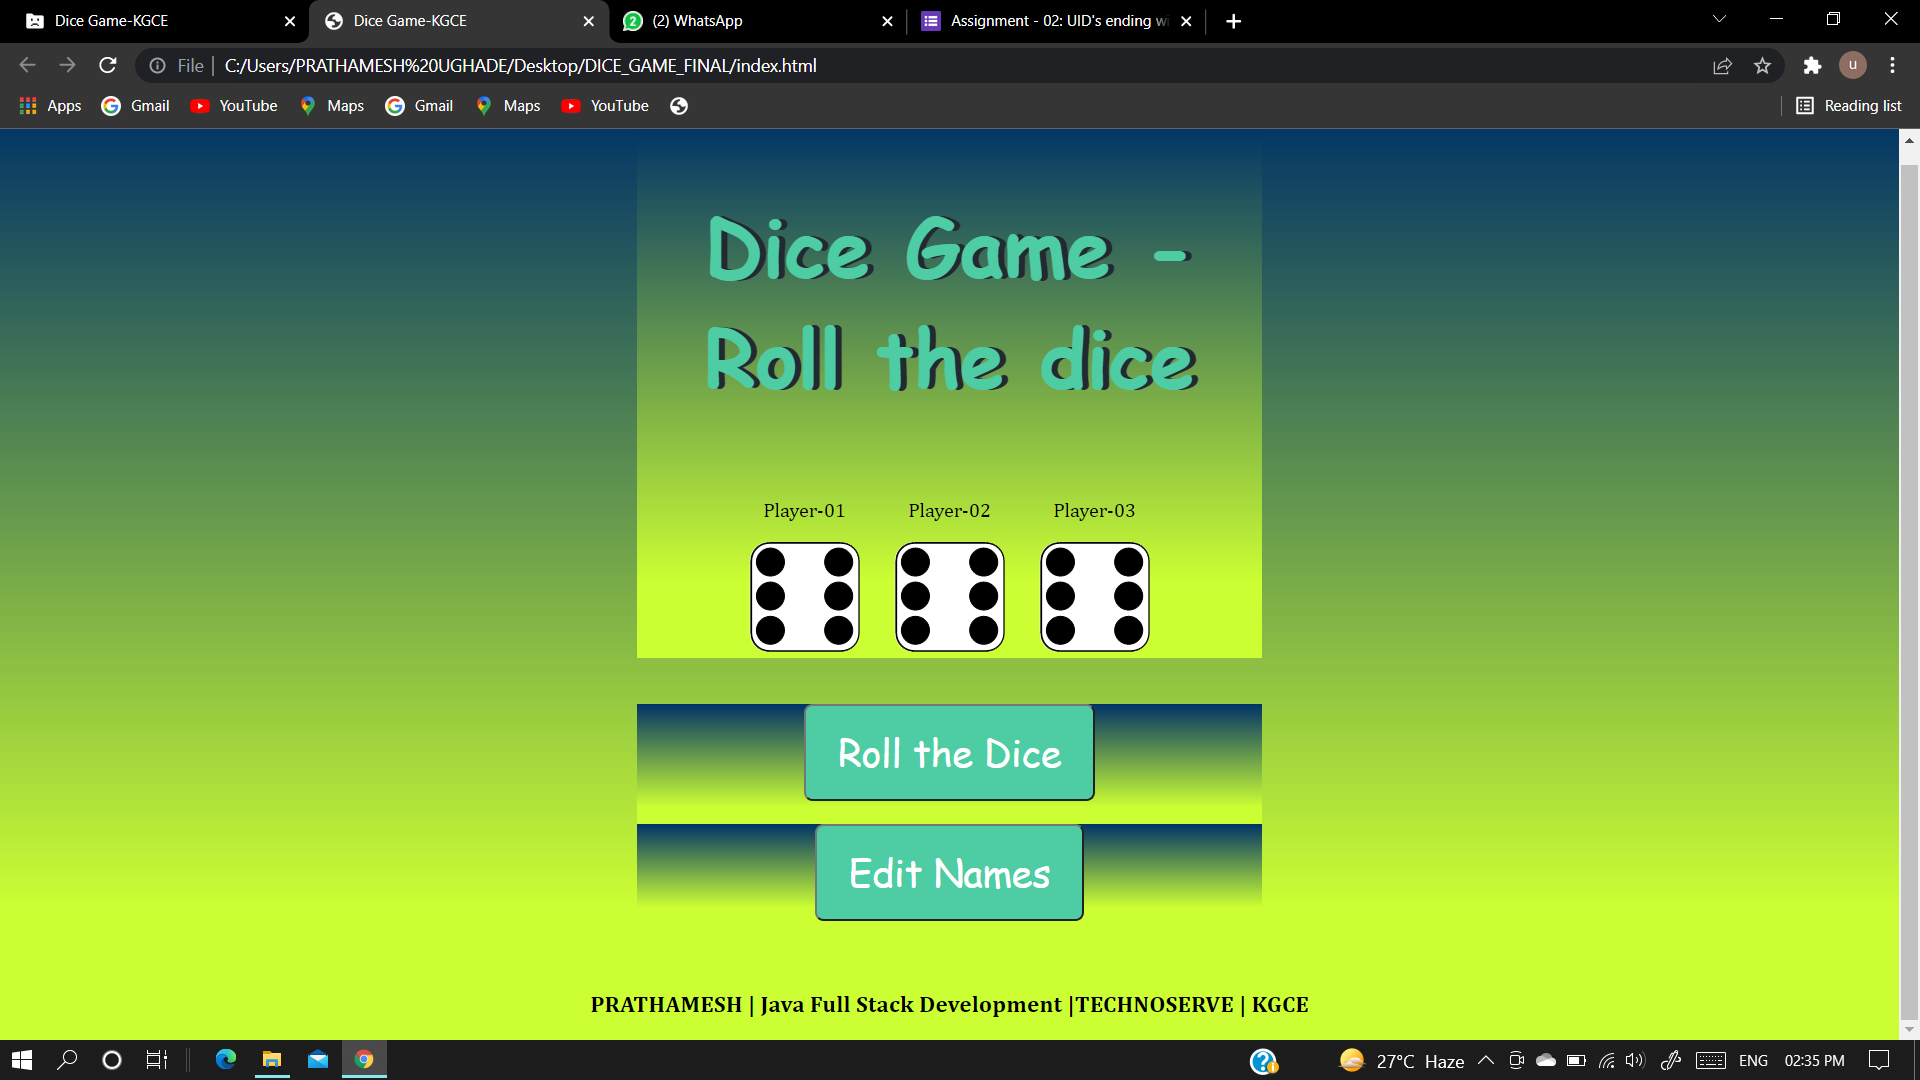 Dice Game-KGCE
Dice Game-KGCE
(2) WhatsApp
Assignment - 02: UID's ending wi
File
C:/Users/PRATHAMESH%20UGHADE/Desktop/DICE_GAME_FINAL/index.html
u
Apps
Gmail
YouTube
Maps
Gmail
Maps
YouTube
Reading list
Dice Game -
Roll the dice
Player-01
Player-02
Player-03
Roll the Dice
Edit Names
PRATHAMESH | Java Full Stack Development |TECHNOSERVE | KGCE
27°C Haze
ENG
02:35 PM